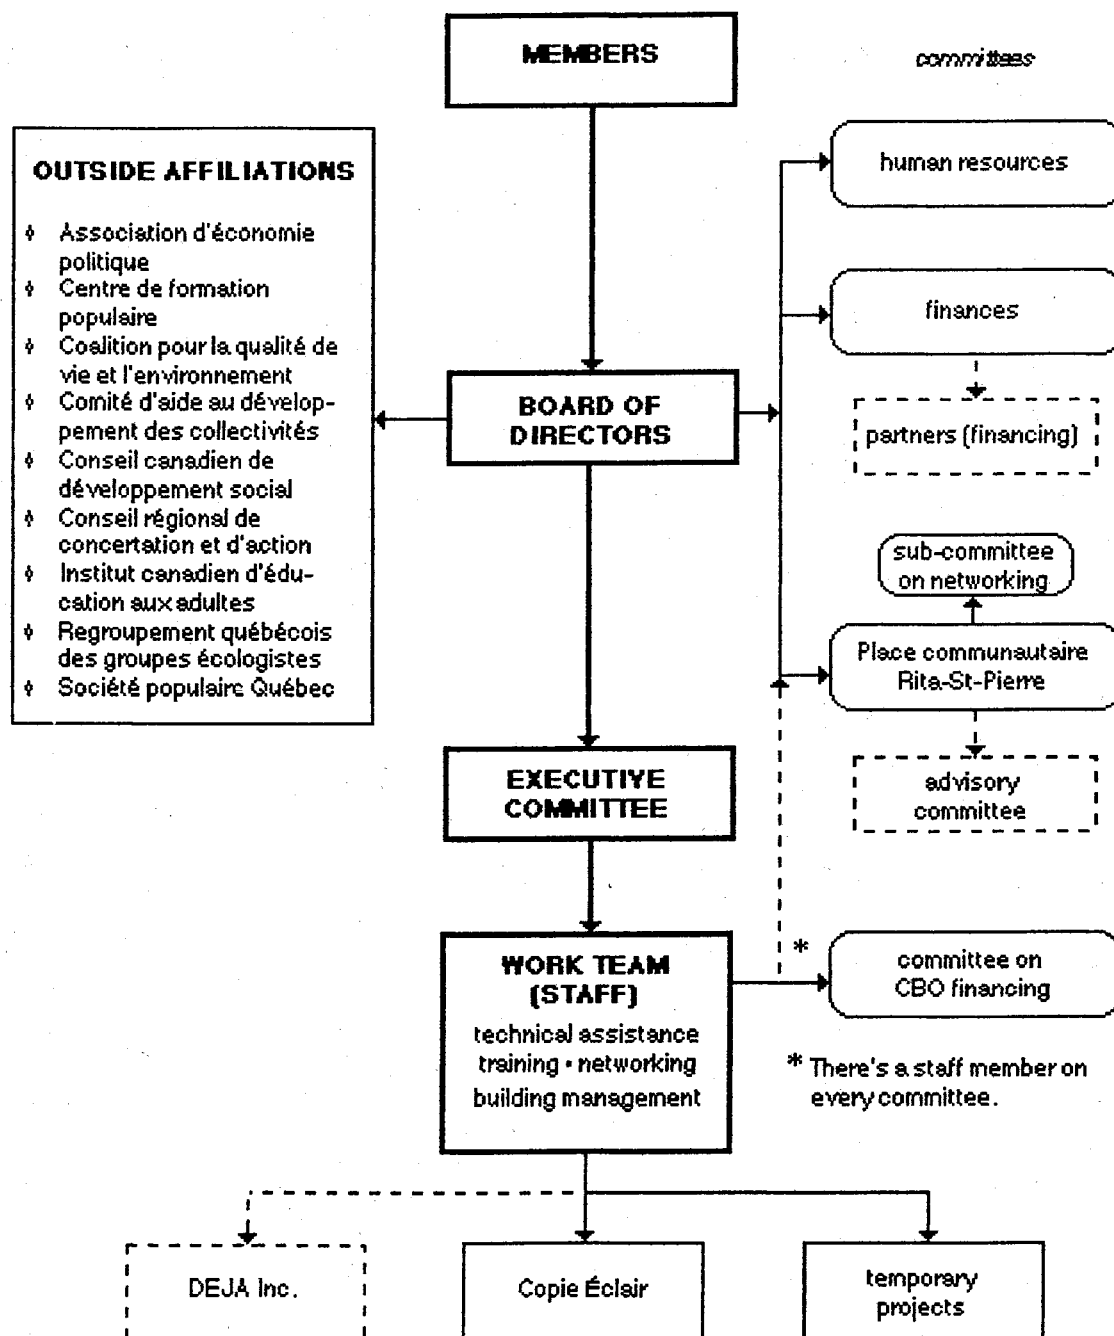 MEMBERS
committees
OUTSIDE AFFILIATIONS
◊ Association d'économie
politique
◊ Centre de formation
populaire
◊ Coalition pour la qualité de
vie et l'environnement
◊ Comité d'aide au dévelop-
pement des collectivités
◊ Conseil canadien de
développement social
◊ Conseil régional de
concertation et d'action
◊ Institut canadien d'édu-
cation aux adultes
◊ Regroupement québécois
des groupes écologistes
◊ Société populaire Québec
BOARD OF
DIRECTORS
human resources
finances
partners (financing)
sub-committee
on networking
Place communautaire
Rita-St-Pierre
advisory
committee
EXECUTIVE
COMMITTEE
WORK TEAM
(STAFF)
technical assistance
training • networking
building management
*
committee on
CBO financing
* There's a staff member on
every committee.
DEJA Inc.
Copie Éclair
temporary
projects